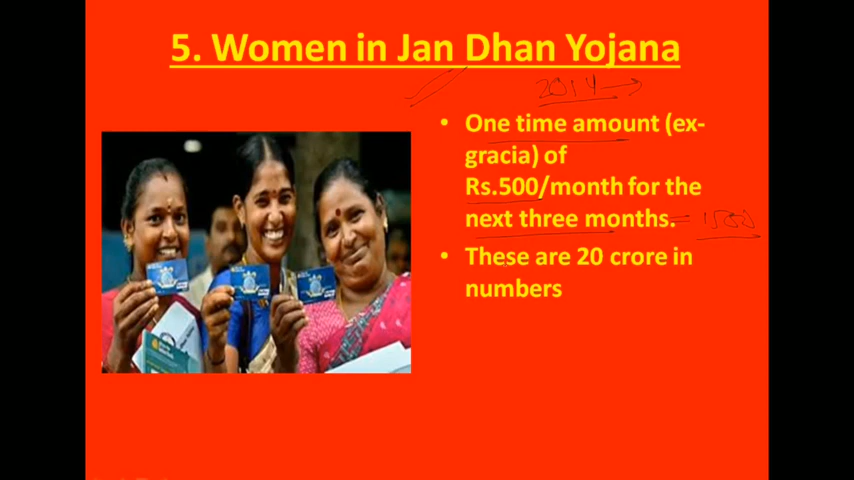 5. Women in Jan Dhan Yojana
2014
• One time amount (ex-
gracia) of
Rs.500/month for the
next three months. = 1500
• These are 20 crore in
numbers